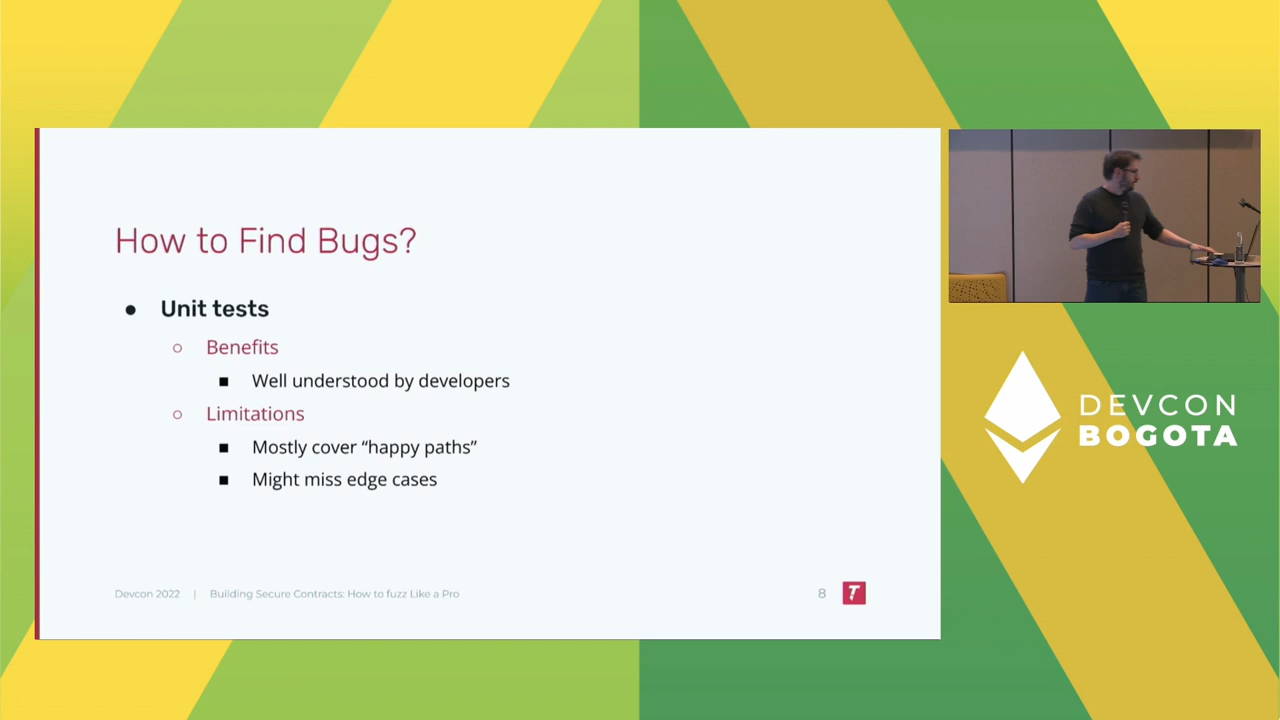 How to Find Bugs?
● Unit tests
○ Benefits
■ Well understood by developers
○ Limitations
■ Mostly cover “happy paths”
■ Might miss edge cases
Devcon 2022 | Building Secure Contracts: How to fuzz Like a Pro 8
DEVCON
BOGOTA